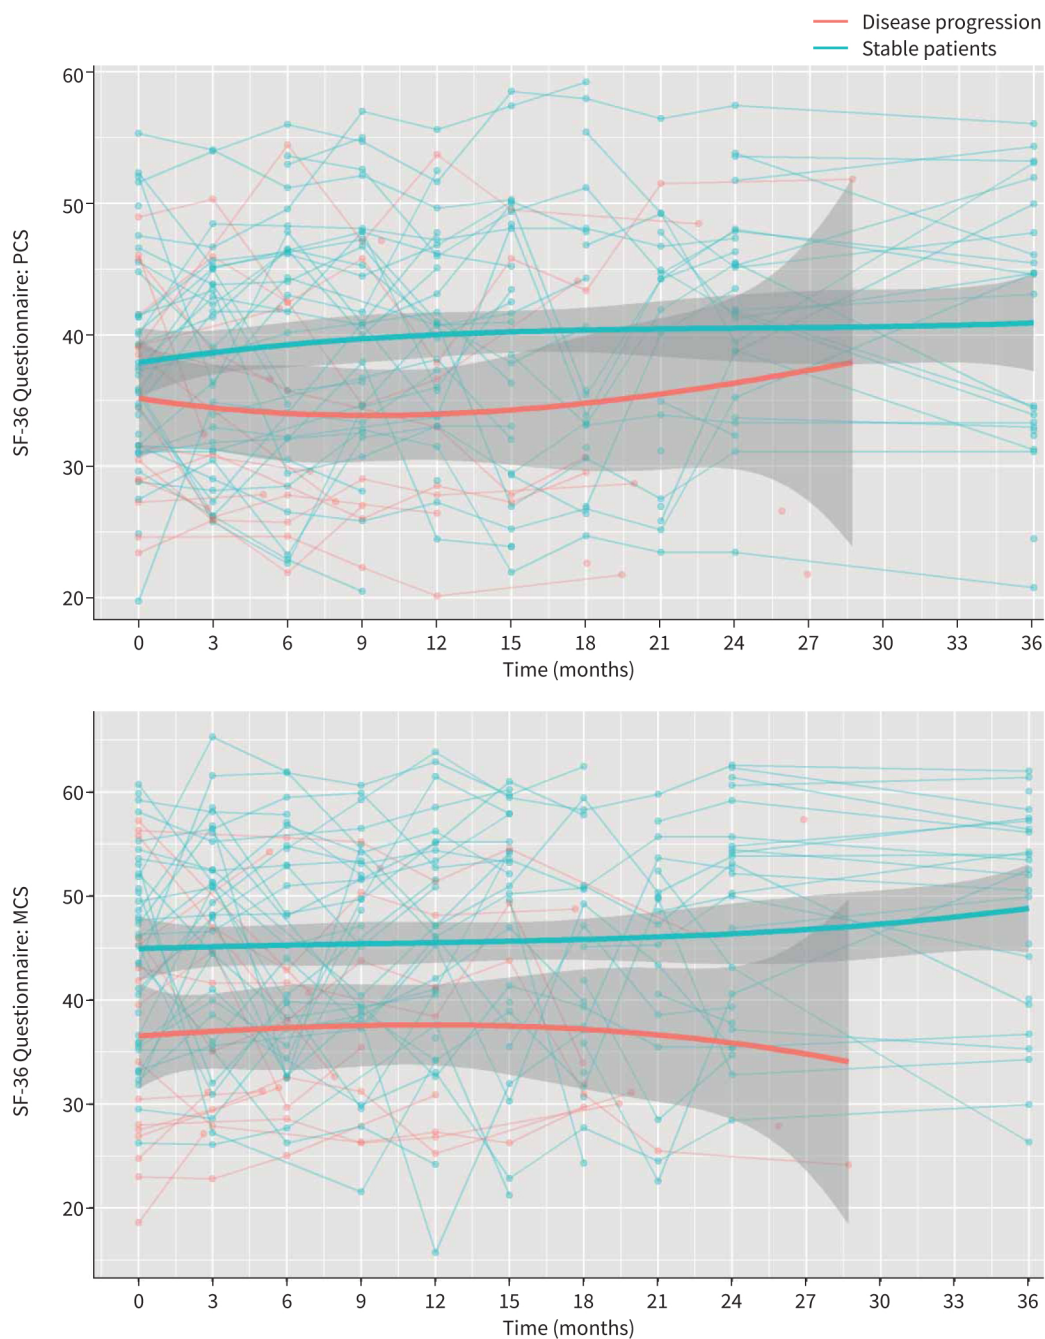 Disease progression
Stable patients
SF-36 Questionnaire: PCS
60
50
40
30
20
0 3 6 9 12 15 18 21 24 27 30 33 36
Time (months)
SF-36 Questionnaire: MCS
60
50
40
30
20
0 3 6 9 12 15 18 21 24 27 30 33 36
Time (months)